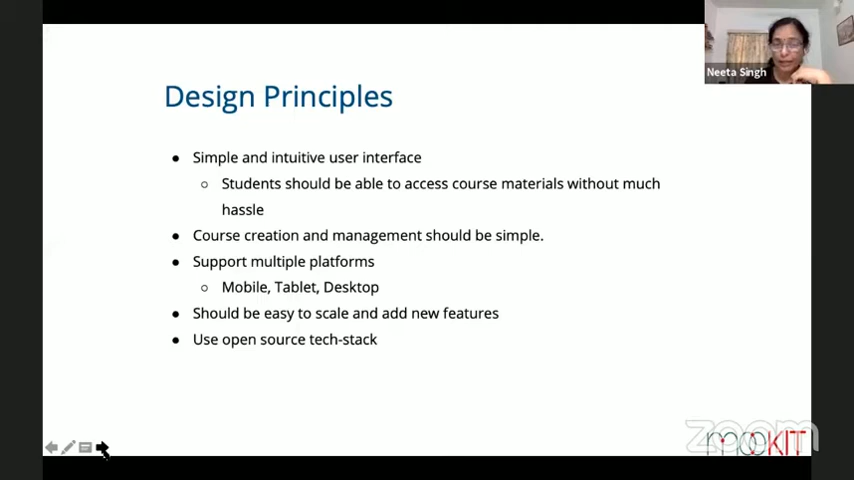 Neeta Singh
Design Principles
● Simple and intuitive user interface
○ Students should be able to access course materials without much
hassle
● Course creation and management should be simple.
● Support multiple platforms
○ Mobile, Tablet, Desktop
● Should be easy to scale and add new features
● Use open source tech-stack
zoom
mooKIT